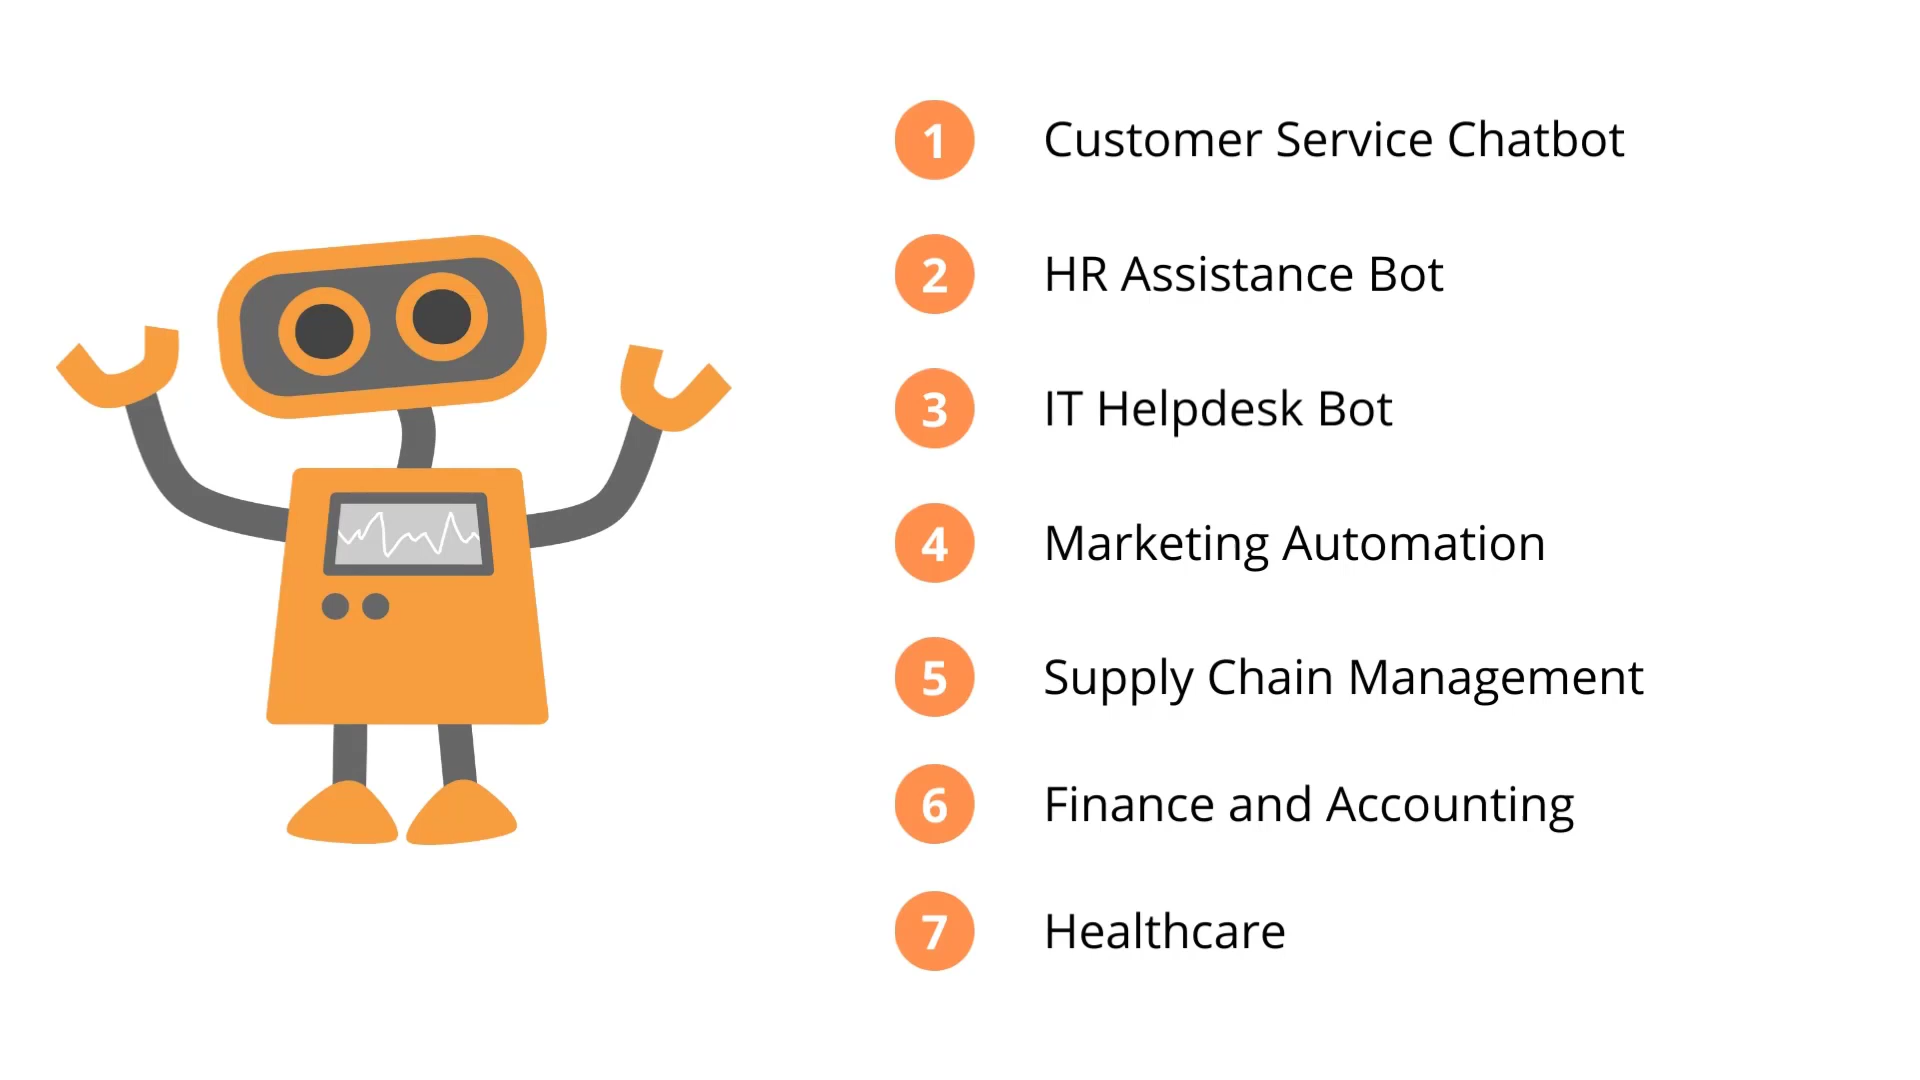 1 Customer Service Chatbot
2 HR Assistance Bot
3 IT Helpdesk Bot
4 Marketing Automation
5 Supply Chain Management
6 Finance and Accounting
7 Healthcare